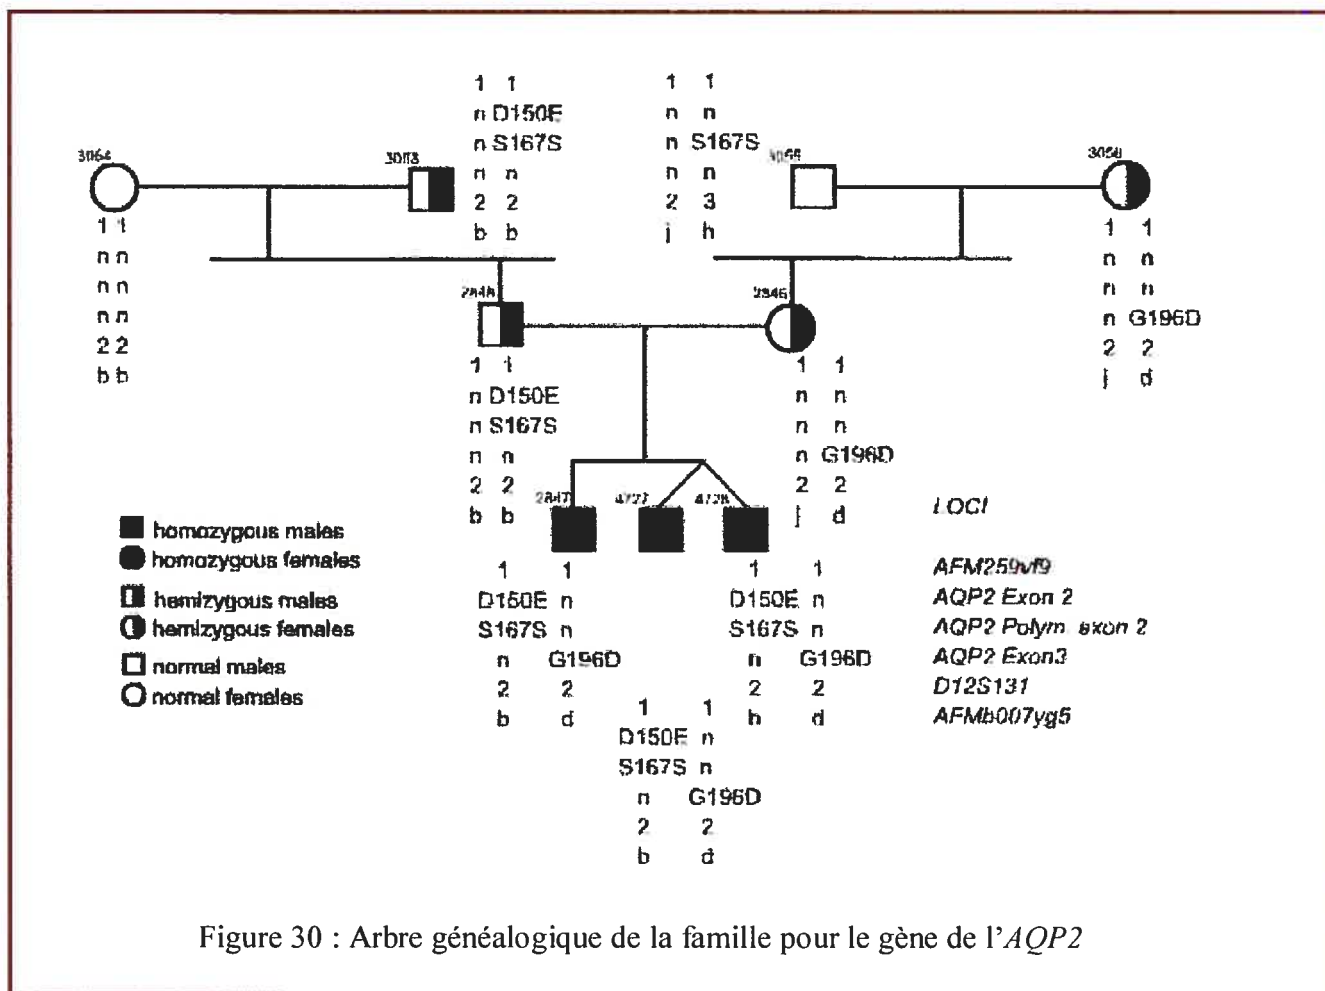 1 1
n D150E
n S167S
n n
2 2
b b
1 1
n n
n S167S
n n
2 3
j h
3064
3058
1 1
n n
n n
n n
2 2
b b
1 1
n n
n n
n G196D
2 2
j d
2848
2846
1 1
n D150E
n S167S
n n
2 2
b b
1 1
n n
n n
n G196D
2 2
j d
2847
4727
4728
homozygous males
homozygous females
hemizygous males
hemizygous females
normal males
normal females
1 1
D150E n
S167S n
n G196D
2 2
b d
1 1
D150E n
S167S n
n G196D
2 2
h d
1 1
D150E n
S167S n
n G196D
2 2
b d
LOCI
AFM259vf9
AQP2 Exon 2
AQP2 Polym. exon 2
AQP2 Exon3
D12S131
AFMb007yg5
Figure 30 : Arbre généalogique de la famille pour le gène de l'AQP2